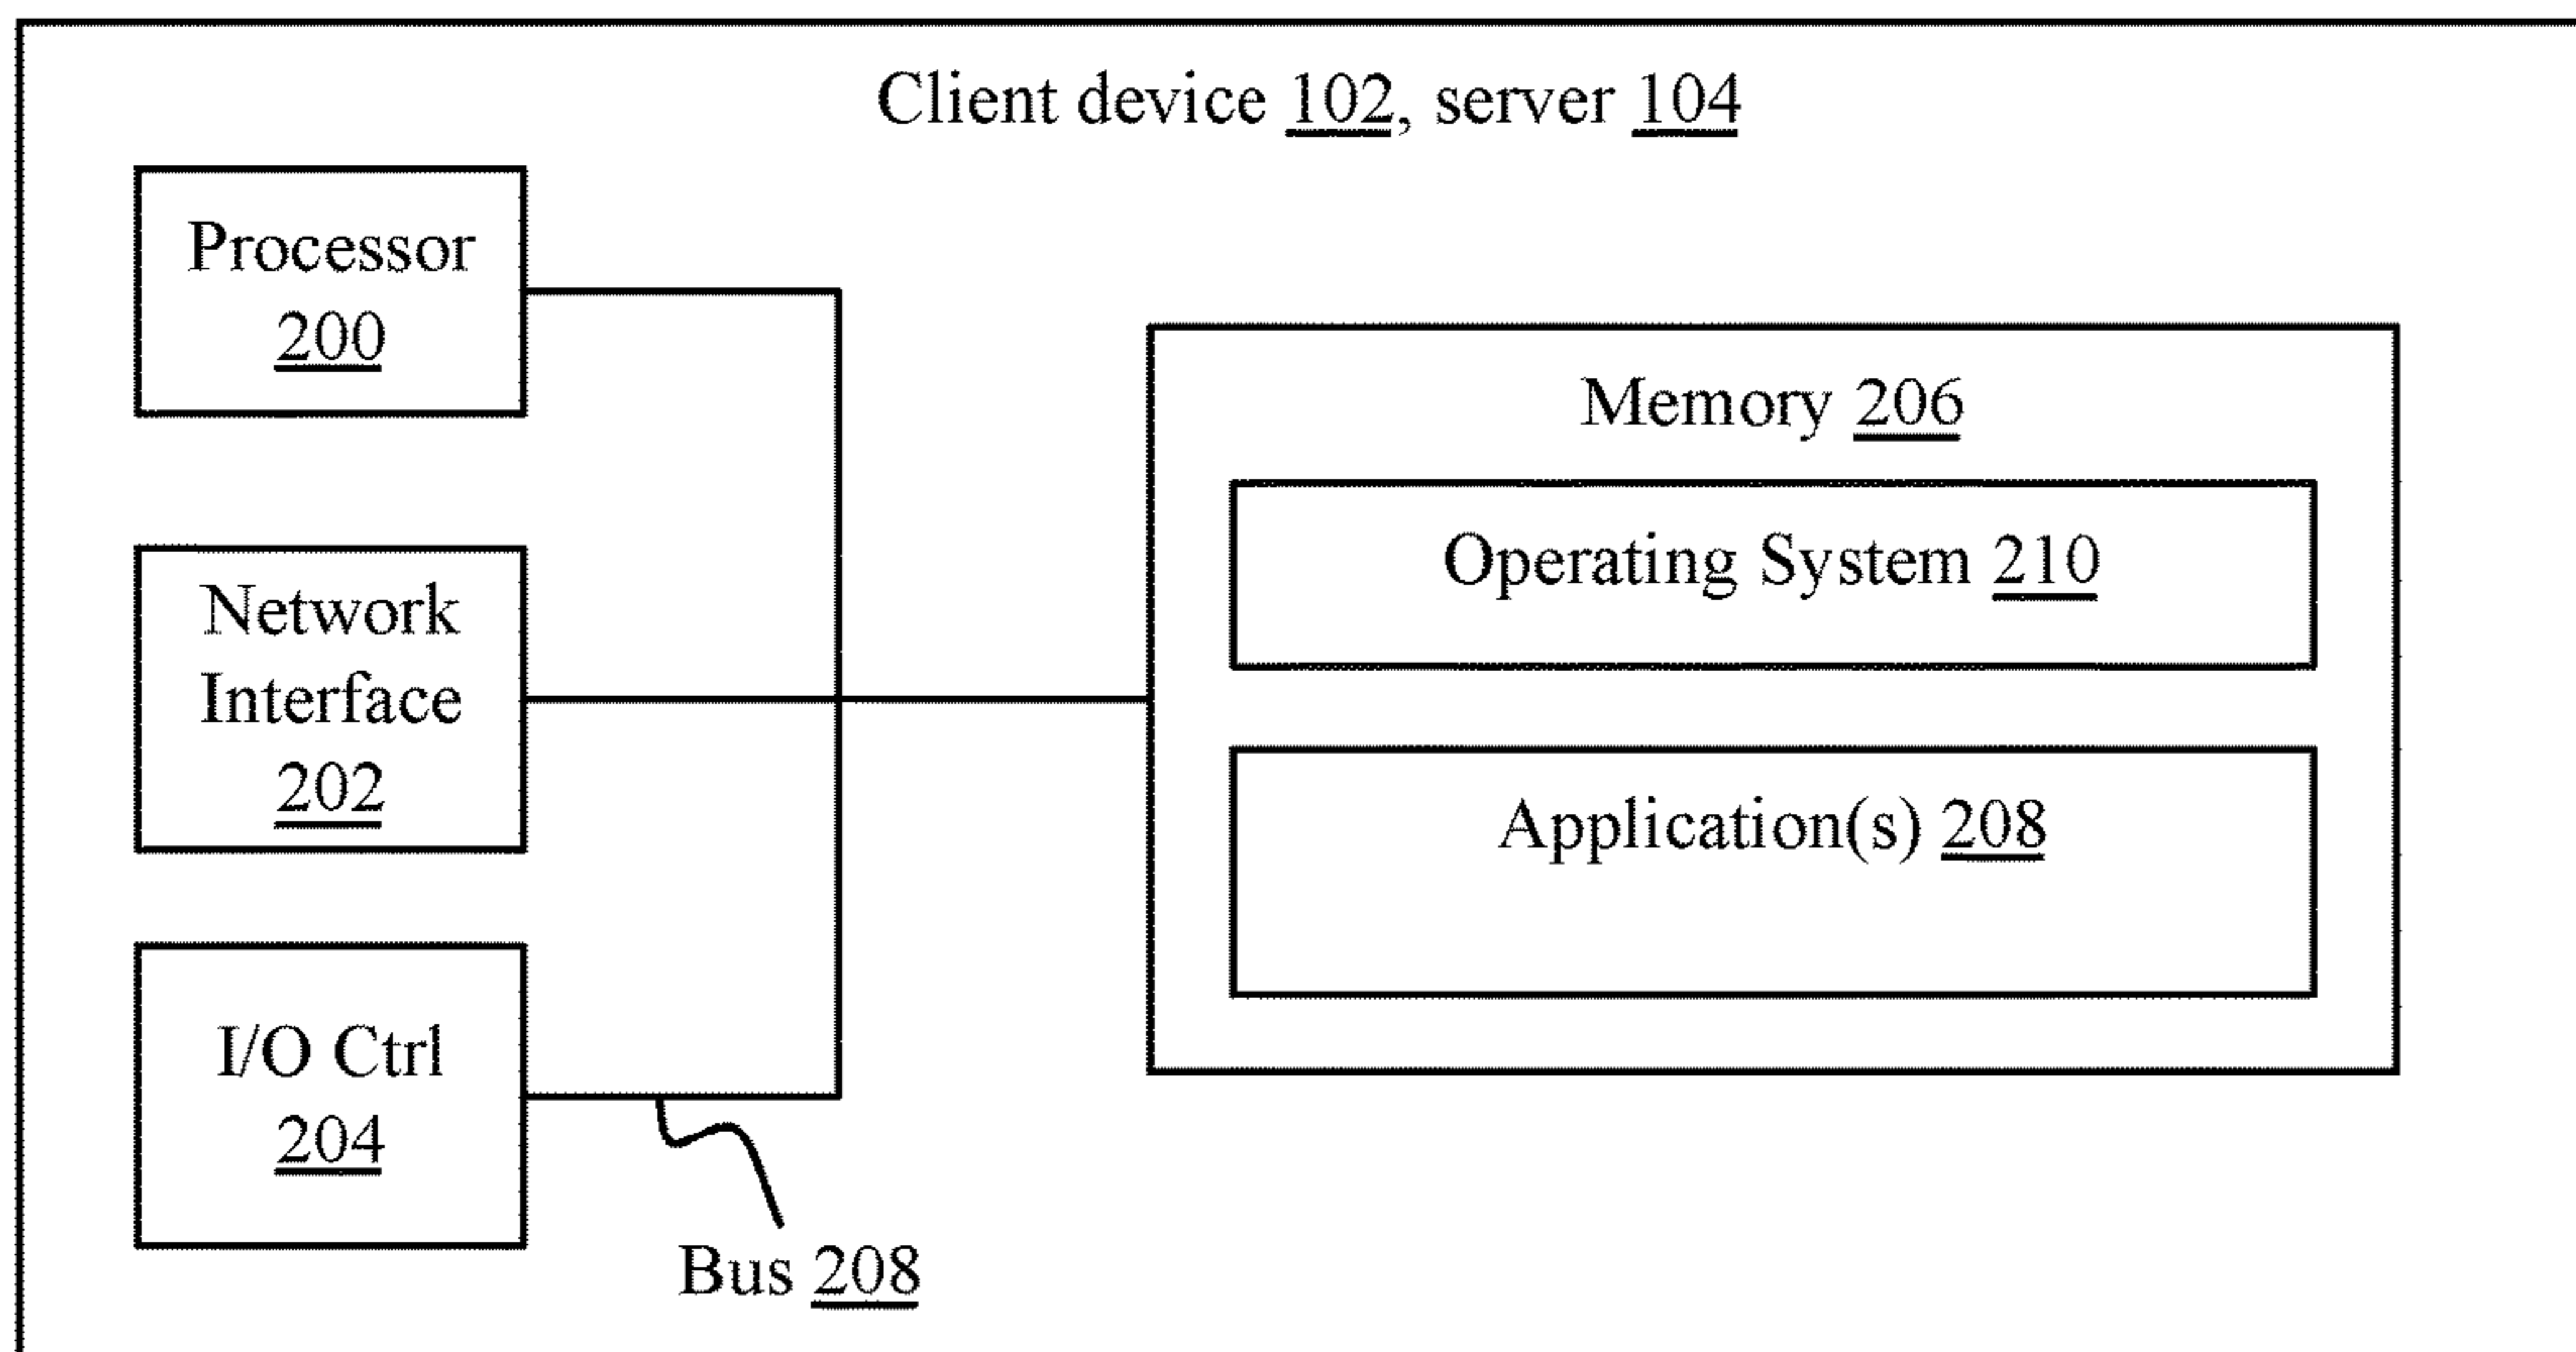 Client device 102, server 104
Processor
200
Network
Interface
202
I/O Ctrl
204
Bus 208
Memory 206
Operating System 210
Application(s) 208